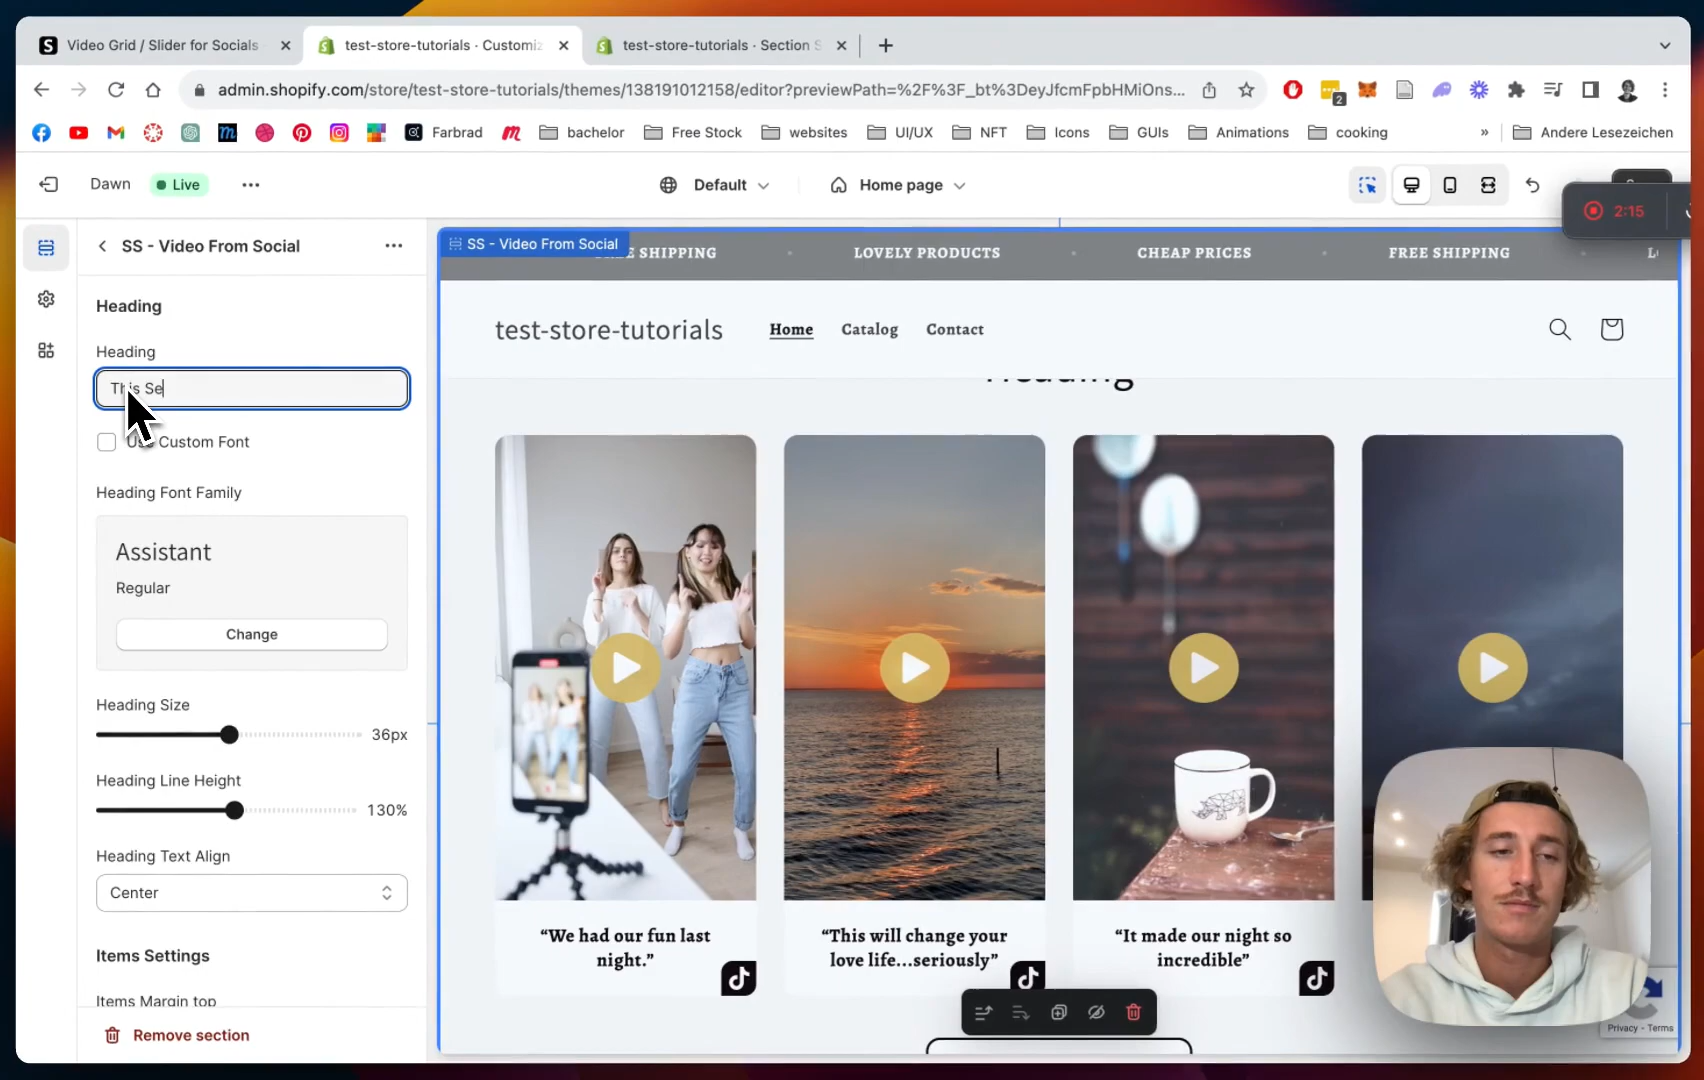 Video Grid / Slider for Socials
test-store-tutorials · Customiz
test-store-tutorials · Section S
admin.shopify.com/store/test-store-tutorials/themes/138191012158/editor?previewPath=%2F%3F_bt%3DeyJfcmFpbHMiOns...
2
Farbrad
bachelor
Free Stock
websites
UI/UX
NFT
Icons
GUIs
Animations
cooking
»
Andere Lesezeichen
Dawn
Live
Default
Home page
2:15
SS - Video From Social
Heading
Heading
This Se
Use Custom Font
Heading Font Family
Assistant
Regular
Change
Heading Size
36px
Heading Line Height
130%
Heading Text Align
Center
Items Settings
Items Margin top
Remove section
SS - Video From Social
FREE SHIPPING
LOVELY PRODUCTS
CHEAP PRICES
FREE SHIPPING
test-store-tutorials
Home
Catalog
Contact
Heading
“We had our fun last
night.”
“This will change your
love life...seriously”
“It made our night so
incredible”
Privacy - Terms